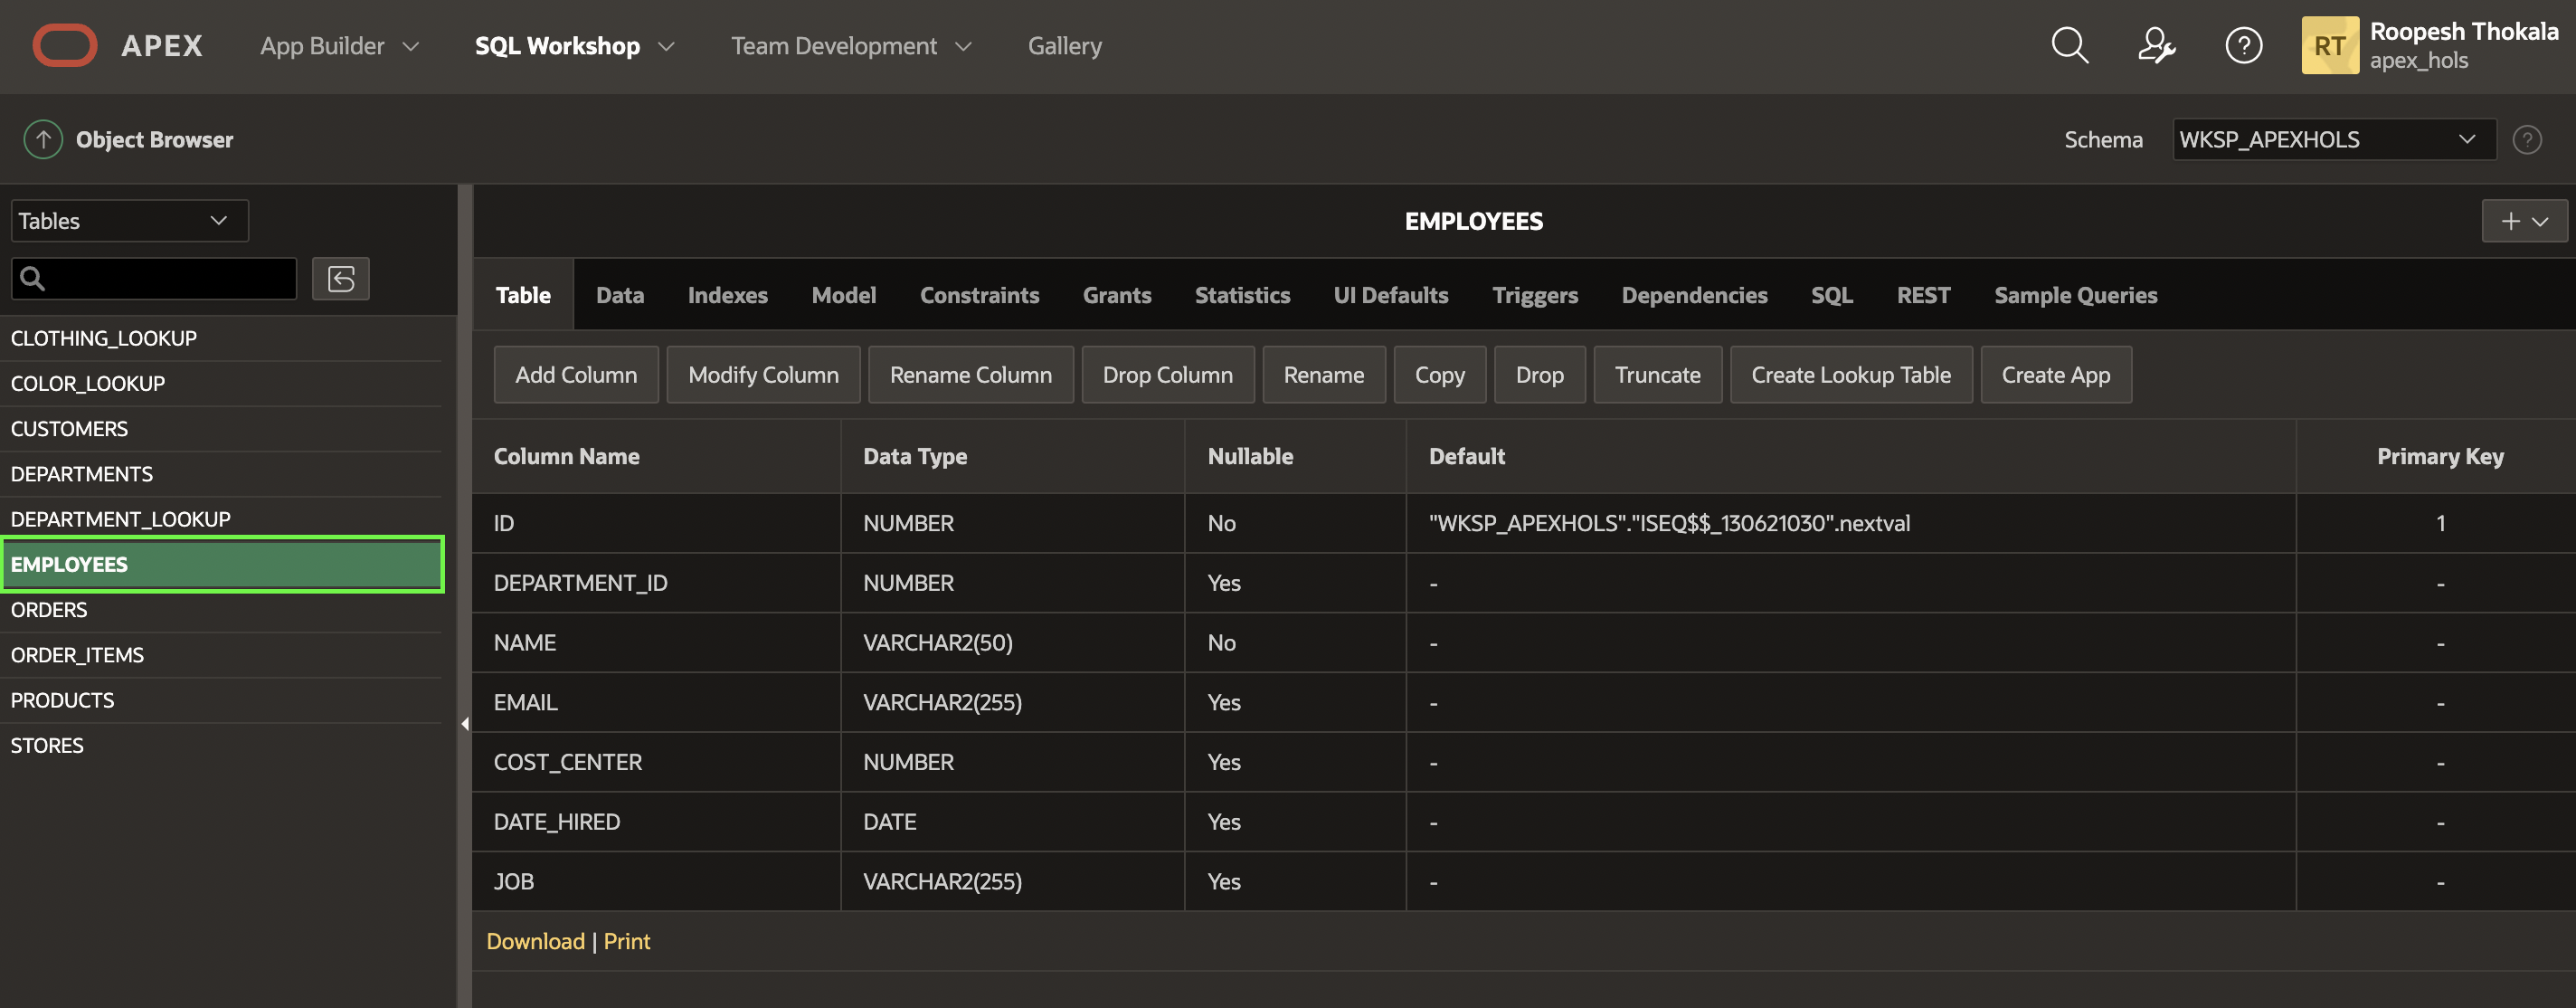 APEX App Builder SQL Workshop Team Development Gallery ? RT Roopesh Thokala
apex_hols
Object Browser Schema WKSP_APEXHOLS ?
Tables
EMPLOYEES
Table Data Indexes Model Constraints Grants Statistics UI Defaults Triggers Dependencies SQL REST Sample Queries
Add Column Modify Column Rename Column Drop Column Rename Copy Drop Truncate Create Lookup Table Create App
CLOTHING_LOOKUP
COLOR_LOOKUP
CUSTOMERS
DEPARTMENTS
DEPARTMENT_LOOKUP
EMPLOYEES
ORDERS
ORDER_ITEMS
PRODUCTS
STORES
Column Name Data Type Nullable Default Primary Key
ID NUMBER No "WKSP_APEXHOLS"."ISEQ$$_130621030".nextval 1
DEPARTMENT_ID NUMBER Yes - -
NAME VARCHAR2(50) No - -
EMAIL VARCHAR2(255) Yes - -
COST_CENTER NUMBER Yes - -
DATE_HIRED DATE Yes - -
JOB VARCHAR2(255) Yes - -
Download | Print